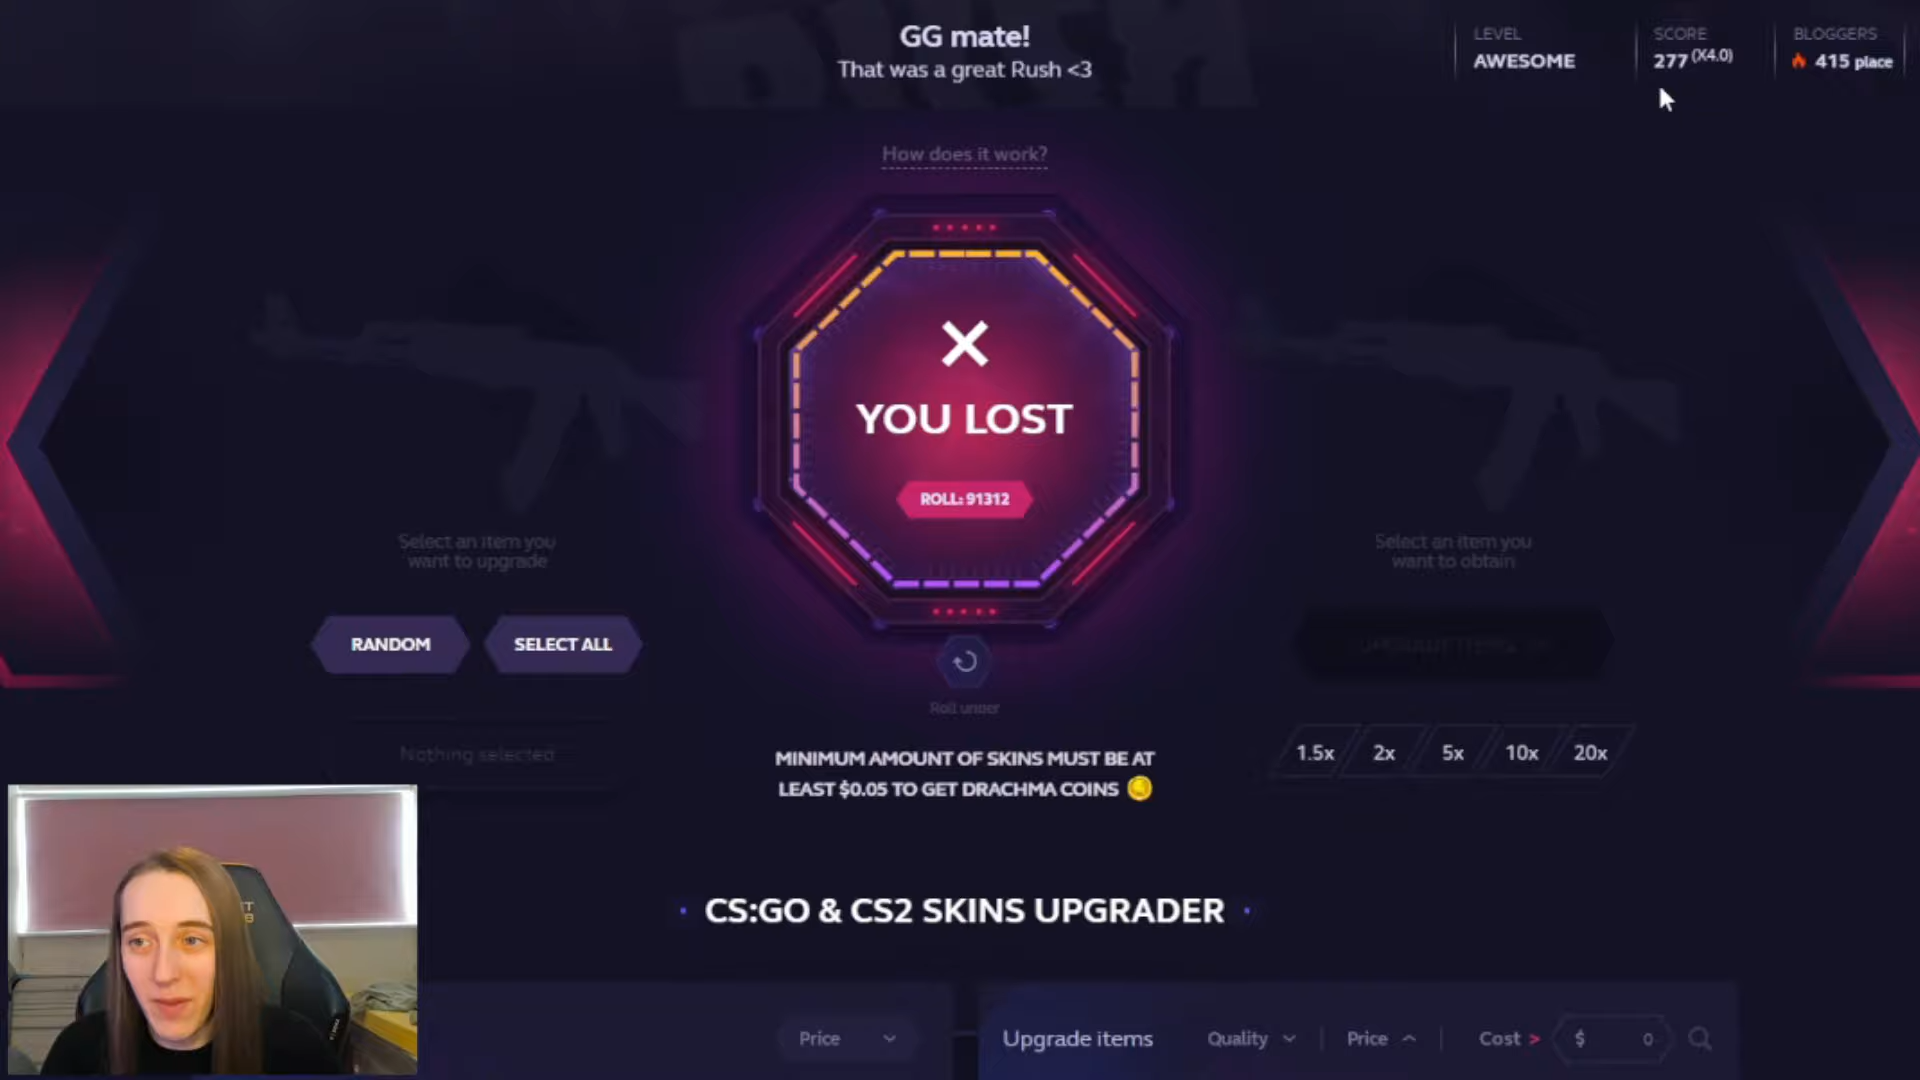 GG mate!
That was a great Rush <3
LEVEL
AWESOME
SCORE
277 (X4.0)
BLOGGERS
415 place
How does it work?
YOU LOST
ROLL: 91312
Select an item you
want to upgrade
Select an item you
want to obtain
RANDOM
SELECT ALL
Roll under
Nothing selected
MINIMUM AMOUNT OF SKINS MUST BE AT
LEAST $0.05 TO GET DRACHMA COINS
1.5x 2x 5x 10x 20x
CS:GO & CS2 SKINS UPGRADER
Price
Upgrade items
Quality
Price
Cost >
$ 0